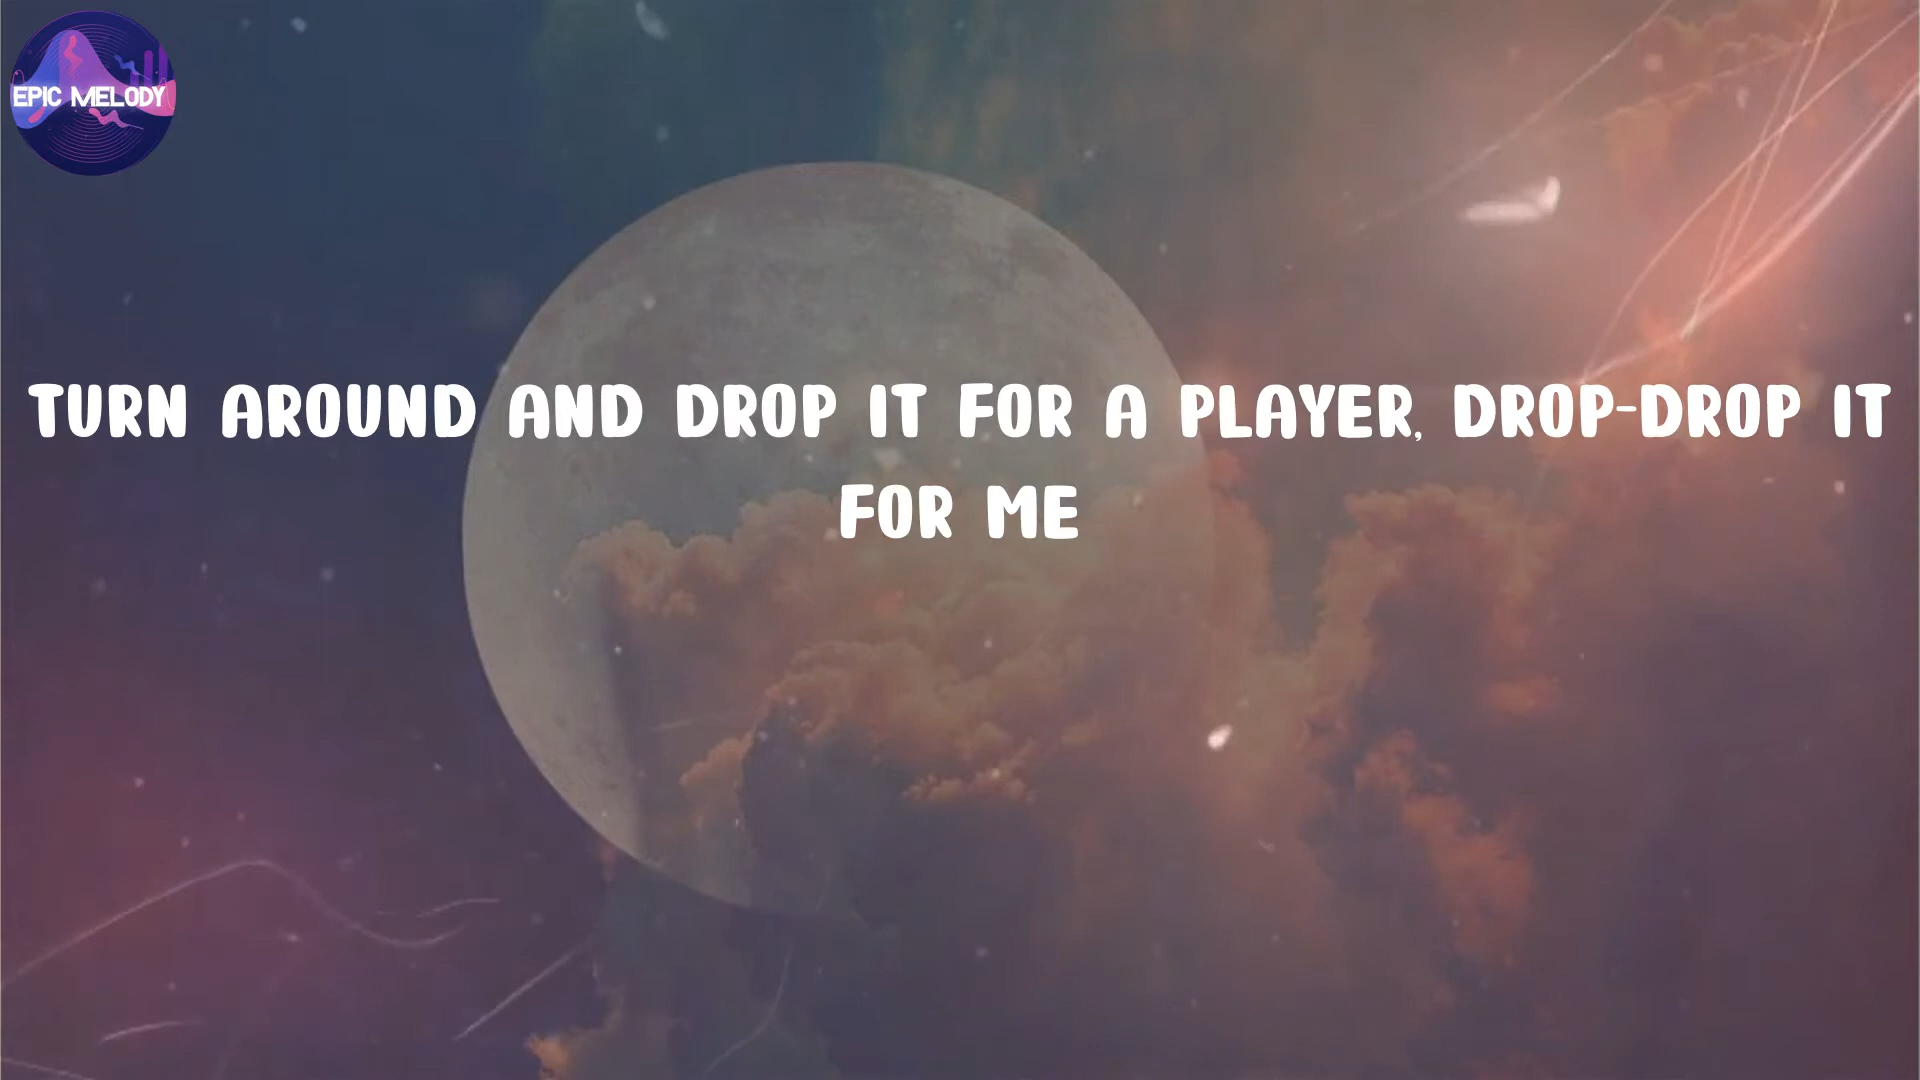 EPIC MELODY
TURN AROUND AND DROP IT FOR A PLAYER, DROP-DROP IT
FOR ME